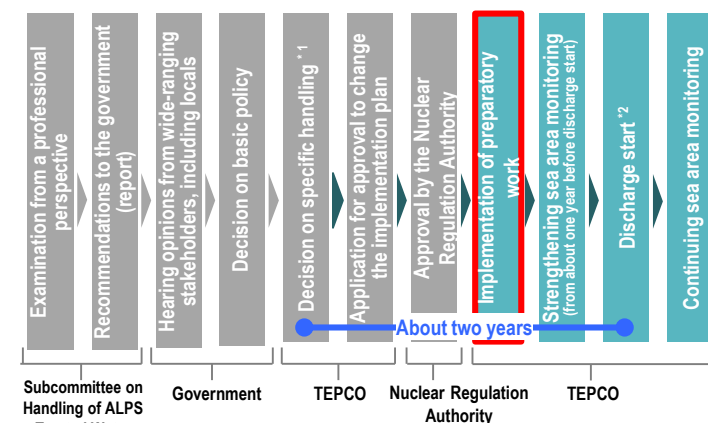 Examination from a professional
perspective
Recommendations to the government
(report)
Hearing opinions from wide-ranging
stakeholders, including locals
Decision on basic policy
Decision on specific handling *1
Application for approval to change
the implementation plan
Approval by the Nuclear
Regulation Authority
Implementation of preparatory
work
Strengthening sea area monitoring
(from about one year before discharge start)
Discharge start *2
Continuing sea area monitoring
About two years
Subcommittee on
Handling of ALPS
Government
TEPCO
Nuclear Regulation
Authority
TEPCO